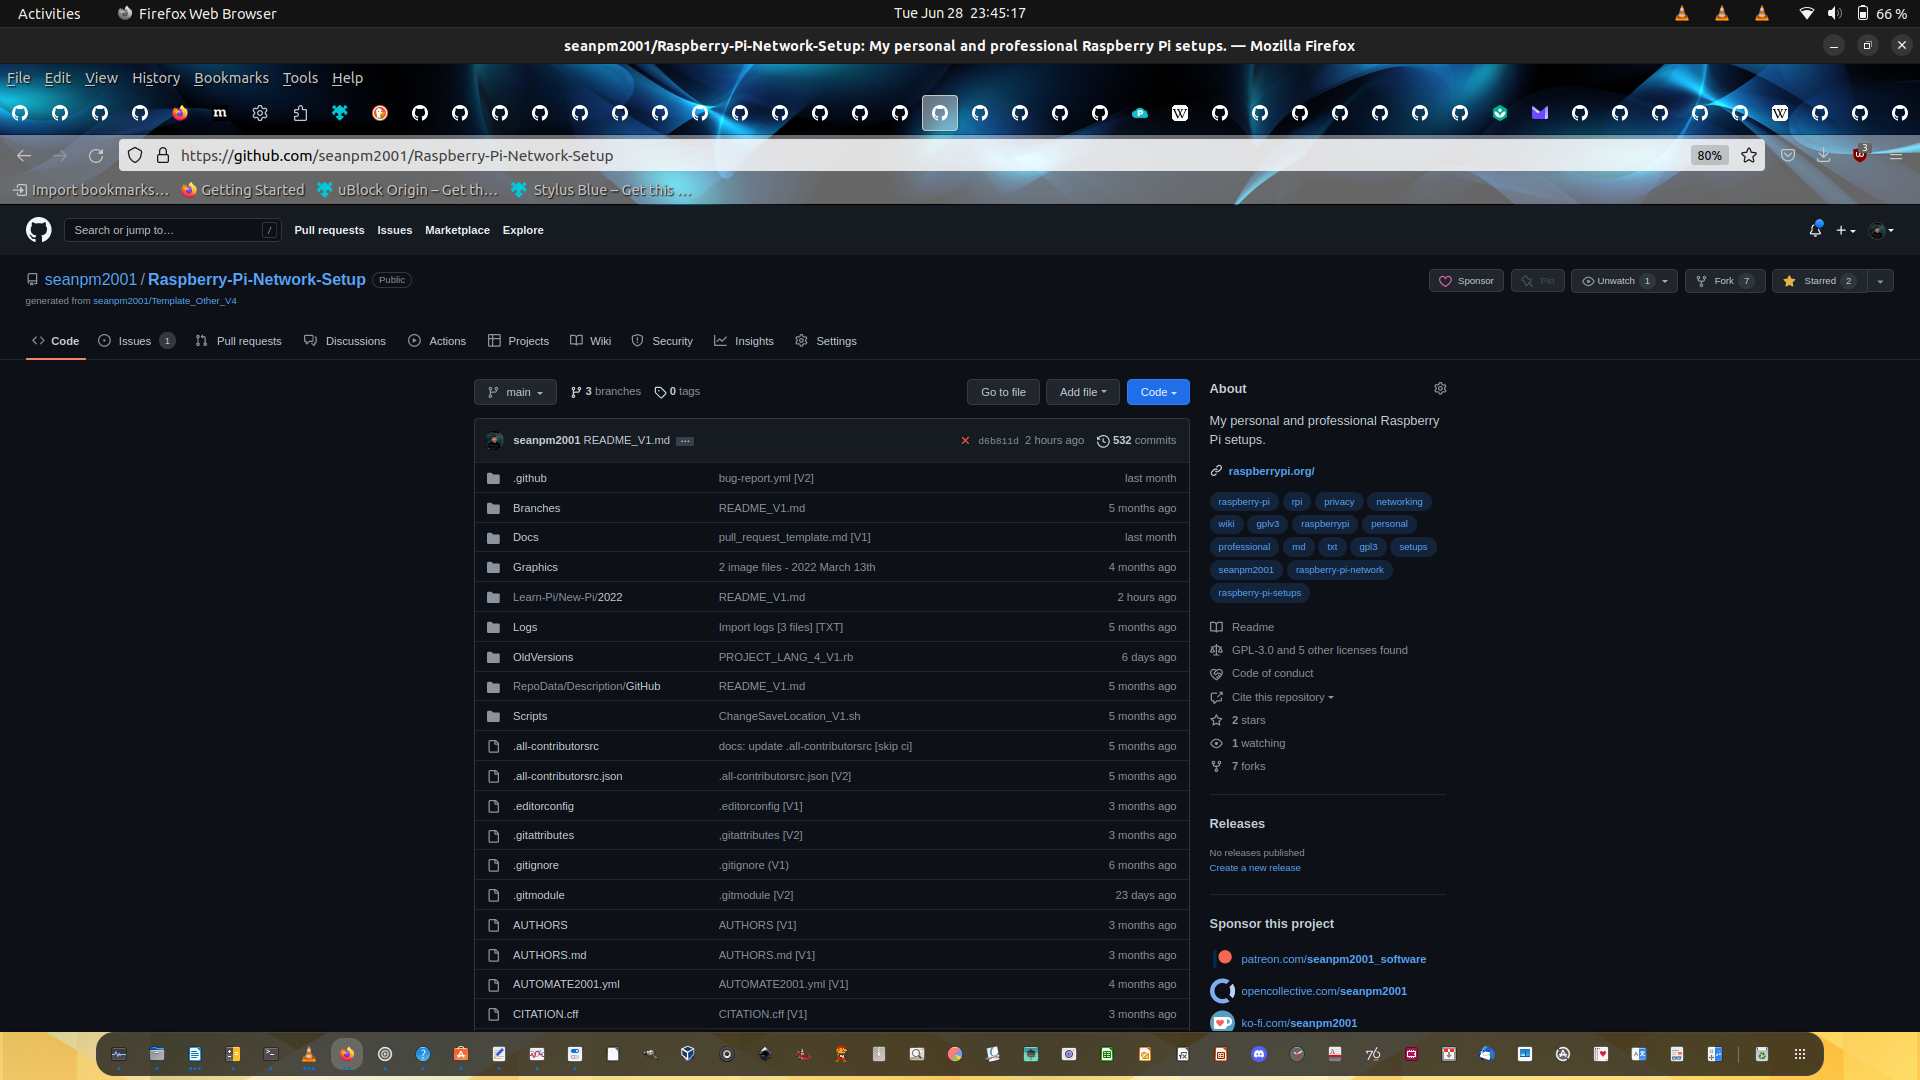 Activities Firefox Web Browser Tue Jun 28 23:45:17 66 %
seanpm2001/Raspberry-Pi-Network-Setup: My personal and professional Raspberry Pi setups. — Mozilla Firefox
File Edit View History Bookmarks Tools Help
https://github.com/seanpm2001/Raspberry-Pi-Network-Setup 80% 3
Import bookmarks… Getting Started uBlock Origin – Get th… Stylus Blue – Get this …
Search or jump to… / Pull requests Issues Marketplace Explore
seanpm2001 / Raspberry-Pi-Network-Setup Public Sponsor Pin Unwatch 1 Fork 7 Starred 2
generated from seanpm2001/Template_Other_V4
Code Issues 1 Pull requests Discussions Actions Projects Wiki Security Insights Settings
main 3 branches 0 tags Go to file Add file Code
seanpm2001 README_V1.md … d6b811d 2 hours ago 532 commits
.github bug-report.yml [V2] last month
Branches README_V1.md 5 months ago
Docs pull_request_template.md [V1] last month
Graphics 2 image files - 2022 March 13th 4 months ago
Learn-Pi/New-Pi/2022 README_V1.md 2 hours ago
Logs Import logs [3 files] [TXT] 5 months ago
OldVersions PROJECT_LANG_4_V1.rb 6 days ago
RepoData/Description/GitHub README_V1.md 5 months ago
Scripts ChangeSaveLocation_V1.sh 5 months ago
.all-contributorsrc docs: update .all-contributorsrc [skip ci] 5 months ago
.all-contributorsrc.json .all-contributorsrc.json [V2] 5 months ago
.editorconfig .editorconfig [V1] 3 months ago
.gitattributes ,gitattributes [V2] 3 months ago
.gitignore .gitignore (V1) 6 months ago
.gitmodule .gitmodule [V2] 23 days ago
AUTHORS AUTHORS [V1] 3 months ago
AUTHORS.md AUTHORS.md [V1] 3 months ago
AUTOMATE2001.yml AUTOMATE2001.yml [V1] 4 months ago
CITATION.cff CITATION.cff [V1] 3 months ago
About
My personal and professional Raspberry
Pi setups.
raspberrypi.org/
raspberry-pi rpi privacy networking
wiki gplv3 raspberrypi personal
professional md txt gpl3 setups
seanpm2001 raspberry-pi-network
raspberry-pi-setups
Readme
GPL-3.0 and 5 other licenses found
Code of conduct
Cite this repository
2 stars
1 watching
7 forks
Releases
No releases published
Create a new release
Sponsor this project
patreon.com/seanpm2001_software
opencollective.com/seanpm2001
ko-fi.com/seanpm2001